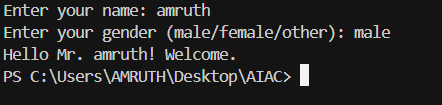 Enter your name: amruth
Enter your gender (male/female/other): male
Hello Mr. amruth! Welcome.
PS C:\Users\AMRUTH\Desktop\AIAC>